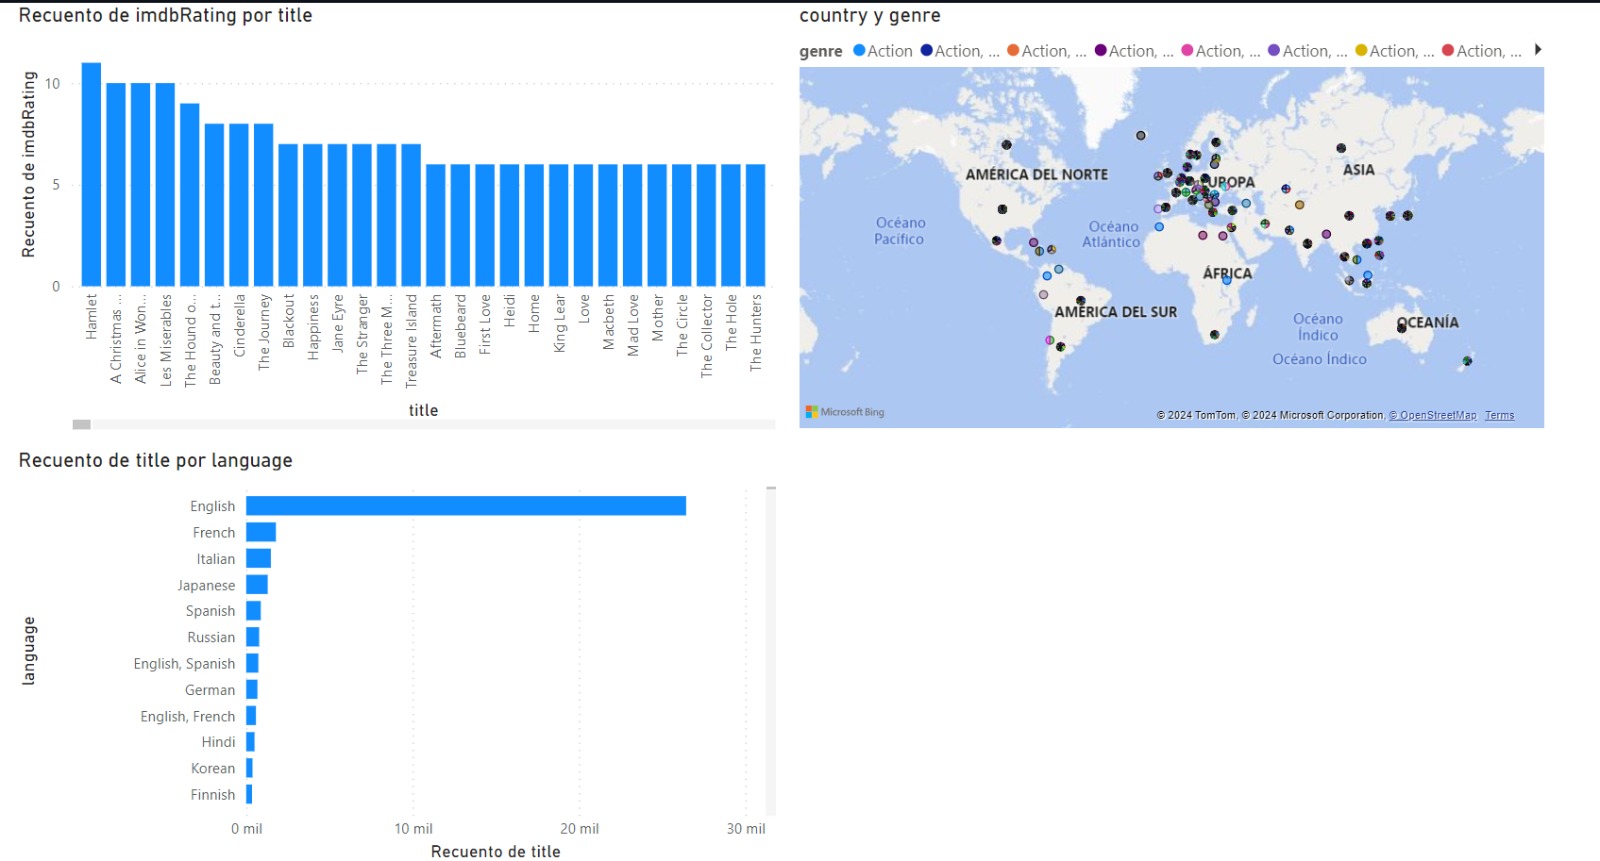 Recuento de imdbRating por title
Recuento de imdbRating
10
5
0
Hamlet
A Christmas ...
Alice in Won...
Les Miserables
The Hound o...
Beauty and t...
Cinderella
The Journey
Blackout
Happiness
Jane Eyre
The Stranger
The Three M...
Treasure Island
Aftermath
Bluebeard
First Love
Heidi
Home
King Lear
Love
Macbeth
Mad Love
Mother
The Circle
The Collector
The Hole
The Hunters
title
country y genre
genre Action Action, ... Action, ... Action, ... Action, ... Action, ... Action, ... Action, ...
AMÉRICA DEL NORTE
EUROPA
ASIA
Océano
Pacífico
Océano
Atlántico
ÁFRICA
AMÉRICA DEL SUR
Océano
Índico
Océano Índico
OCEANÍA
Microsoft Bing
© 2024 TomTom, © 2024 Microsoft Corporation, © OpenStreetMap Terms
Recuento de title por language
language
English
French
Italian
Japanese
Spanish
Russian
English, Spanish
German
English, French
Hindi
Korean
Finnish
0 mil
10 mil
20 mil
30 mil
Recuento de title